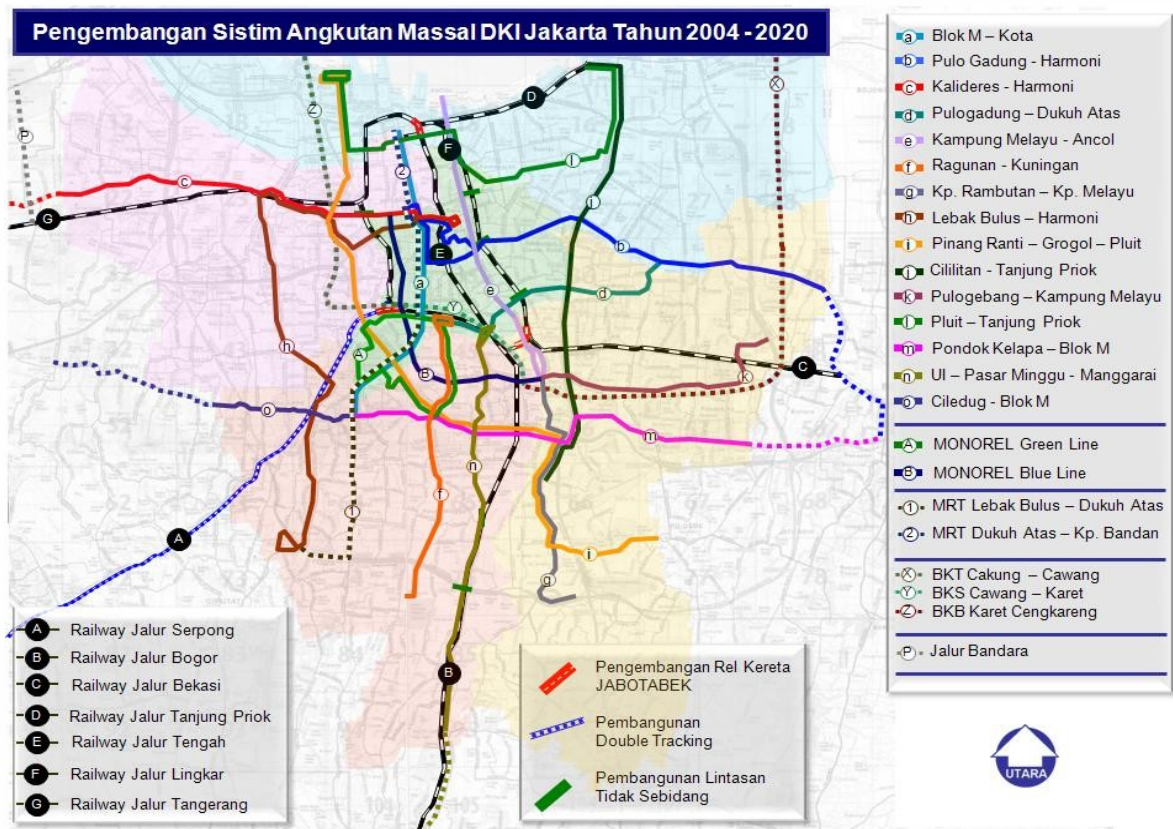 Pengembangan Sistim Angkutan Massal DKI Jakarta Tahun 2004 - 2020
a Blok M – Kota
b Pulo Gadung - Harmoni
c Kalideres - Harmoni
d Pulogadung – Dukuh Atas
e Kampung Melayu - Ancol
f Ragunan - Kuningan
g Kp. Rambutan – Kp. Melayu
h Lebak Bulus – Harmoni
i Pinang Ranti – Grogol – Pluit
j Cililitan - Tanjung Priok
k Pulogebang – Kampung Melayu
l Pluit – Tanjung Priok
m Pondok Kelapa – Blok M
n UI – Pasar Minggu - Manggarai
o Ciledug - Blok M
A MONOREL Green Line
B MONOREL Blue Line
1 MRT Lebak Bulus – Dukuh Atas
2 MRT Dukuh Atas – Kp. Bandan
X BKT Cakung – Cawang
Y BKS Cawang – Karet
Z BKB Karet Cengkareng
P Jalur Bandara
A Railway Jalur Serpong
B Railway Jalur Bogor
C Railway Jalur Bekasi
D Railway Jalur Tanjung Priok
E Railway Jalur Tengah
F Railway Jalur Lingkar
G Railway Jalur Tangerang
Pengembangan Rel Kereta
JABOTABEK
Pembangunan
Double Tracking
Pembangunan Lintasan
Tidak Sebidang
UTARA
P
Z
D
X
F
2
l
c
j
G
E
b
a
e
d
Y
h
A
B
C
k
o
m
n
f
1
A
i
g
B